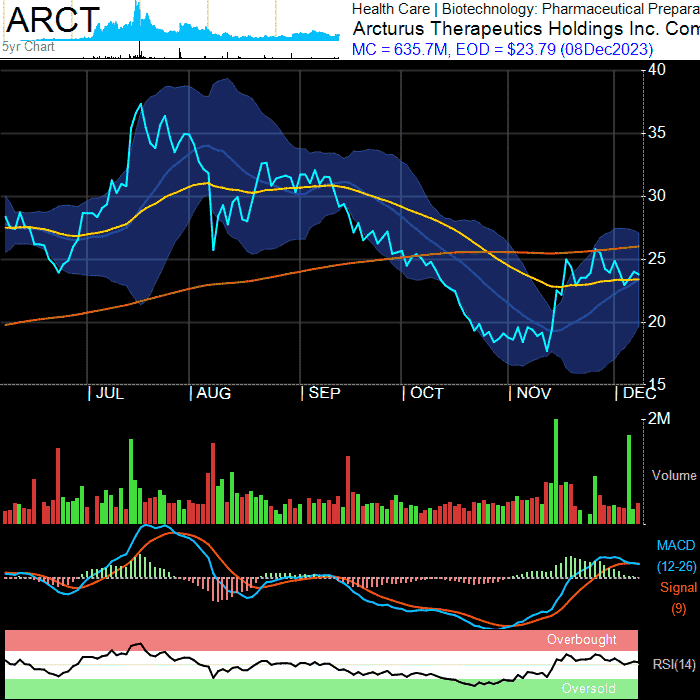 ARCT
5yr Chart
Health Care | Biotechnology: Pharmaceutical Prepara
Arcturus Therapeutics Holdings Inc. Com
MC = 635.7M, EOD = $23.79 (08Dec2023)
40
35
30
25
20
15
| JUL | AUG | SEP | OCT | NOV | DEC
2M
Volume
MACD
(12-26)
Signal
(9)
Overbought
RSI(14)
Oversold